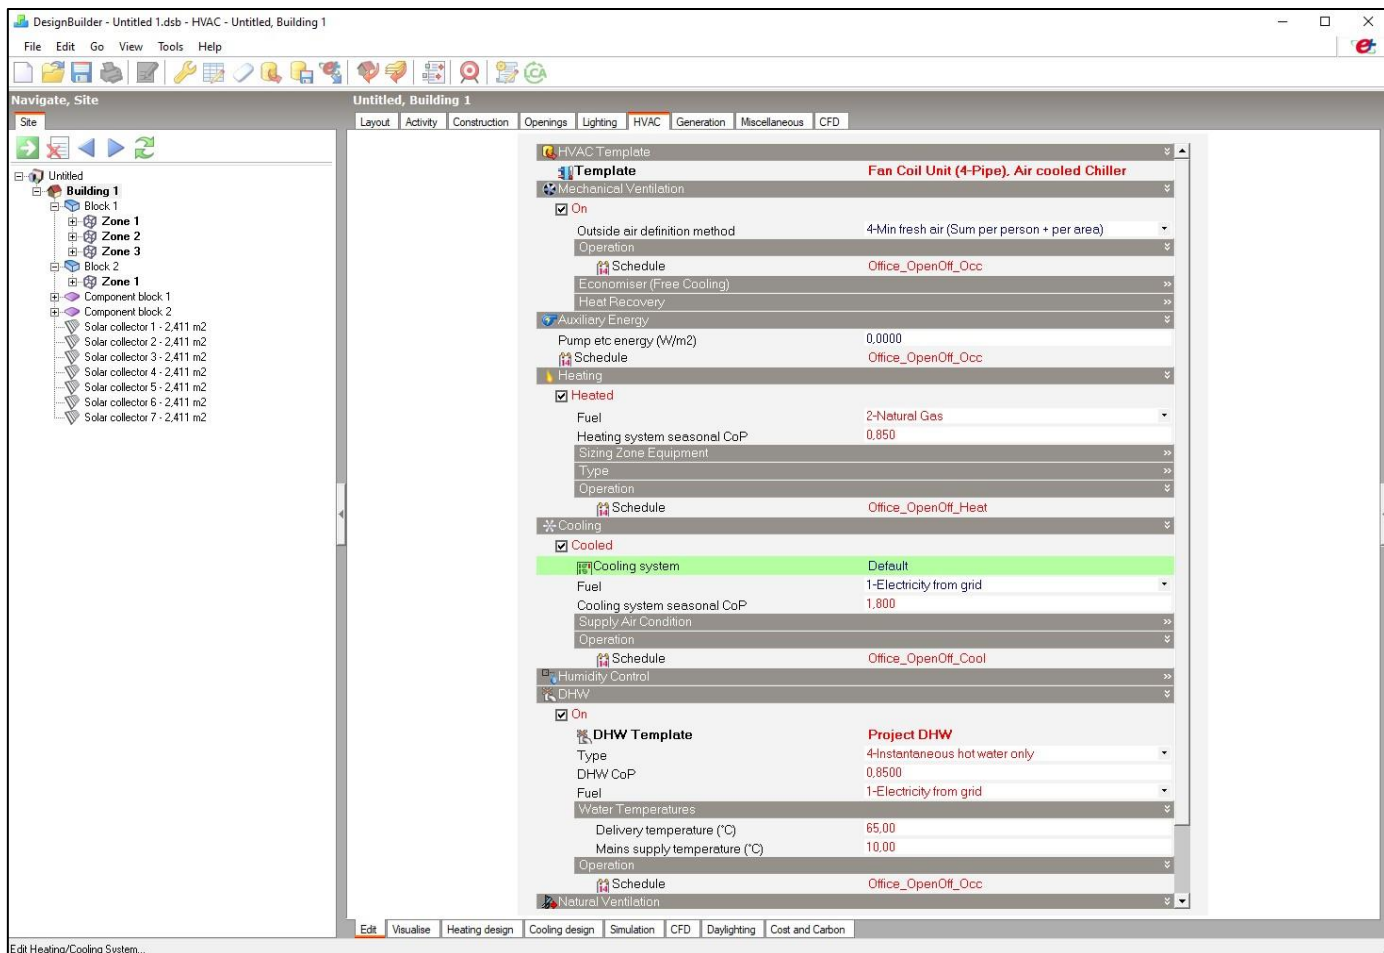 DesignBuilder - Untitled 1.dsb - HVAC - Untitled, Building 1
File Edit Go View Tools Help
Navigate, Site
Site
Untitled
Building 1
Block 1
Zone 1
Zone 2
Zone 3
Block 2
Zone 1
Component block 1
Component block 2
Solar collector 1 - 2,411 m2
Solar collector 2 - 2,411 m2
Solar collector 3 - 2,411 m2
Solar collector 4 - 2,411 m2
Solar collector 5 - 2,411 m2
Solar collector 6 - 2,411 m2
Solar collector 7 - 2,411 m2
Untitled, Building 1
Layout Activity Construction Openings Lighting HVAC Generation Miscellaneous CFD
HVAC Template
Template Fan Coil Unit (4-Pipe), Air cooled Chiller
Mechanical Ventilation
On
Outside air definition method 4-Min fresh air (Sum per person + per area)
Operation
Schedule Office_OpenOff_Occ
Economiser (Free Cooling)
Heat Recovery
Auxiliary Energy
Pump etc energy (W/m2) 0,0000
Schedule Office_OpenOff_Occ
Heating
Heated
Fuel 2-Natural Gas
Heating system seasonal CoP 0,850
Sizing Zone Equipment
Type
Operation
Schedule Office_OpenOff_Heat
Cooling
Cooled
Cooling system Default
Fuel 1-Electricity from grid
Cooling system seasonal CoP 1,800
Supply Air Condition
Operation
Schedule Office_OpenOff_Cool
Humidity Control
DHW
On
DHW Template Project DHW
Type 4-Instantaneous hot water only
DHW CoP 0,8500
Fuel 1-Electricity from grid
Water Temperatures
Delivery temperature (°C) 65,00
Mains supply temperature (°C) 10,00
Operation
Schedule Office_OpenOff_Occ
Natural Ventilation
Edit Visualise Heating design Cooling design Simulation CFD Daylighting Cost and Carbon
Edit Heating/Cooling System...